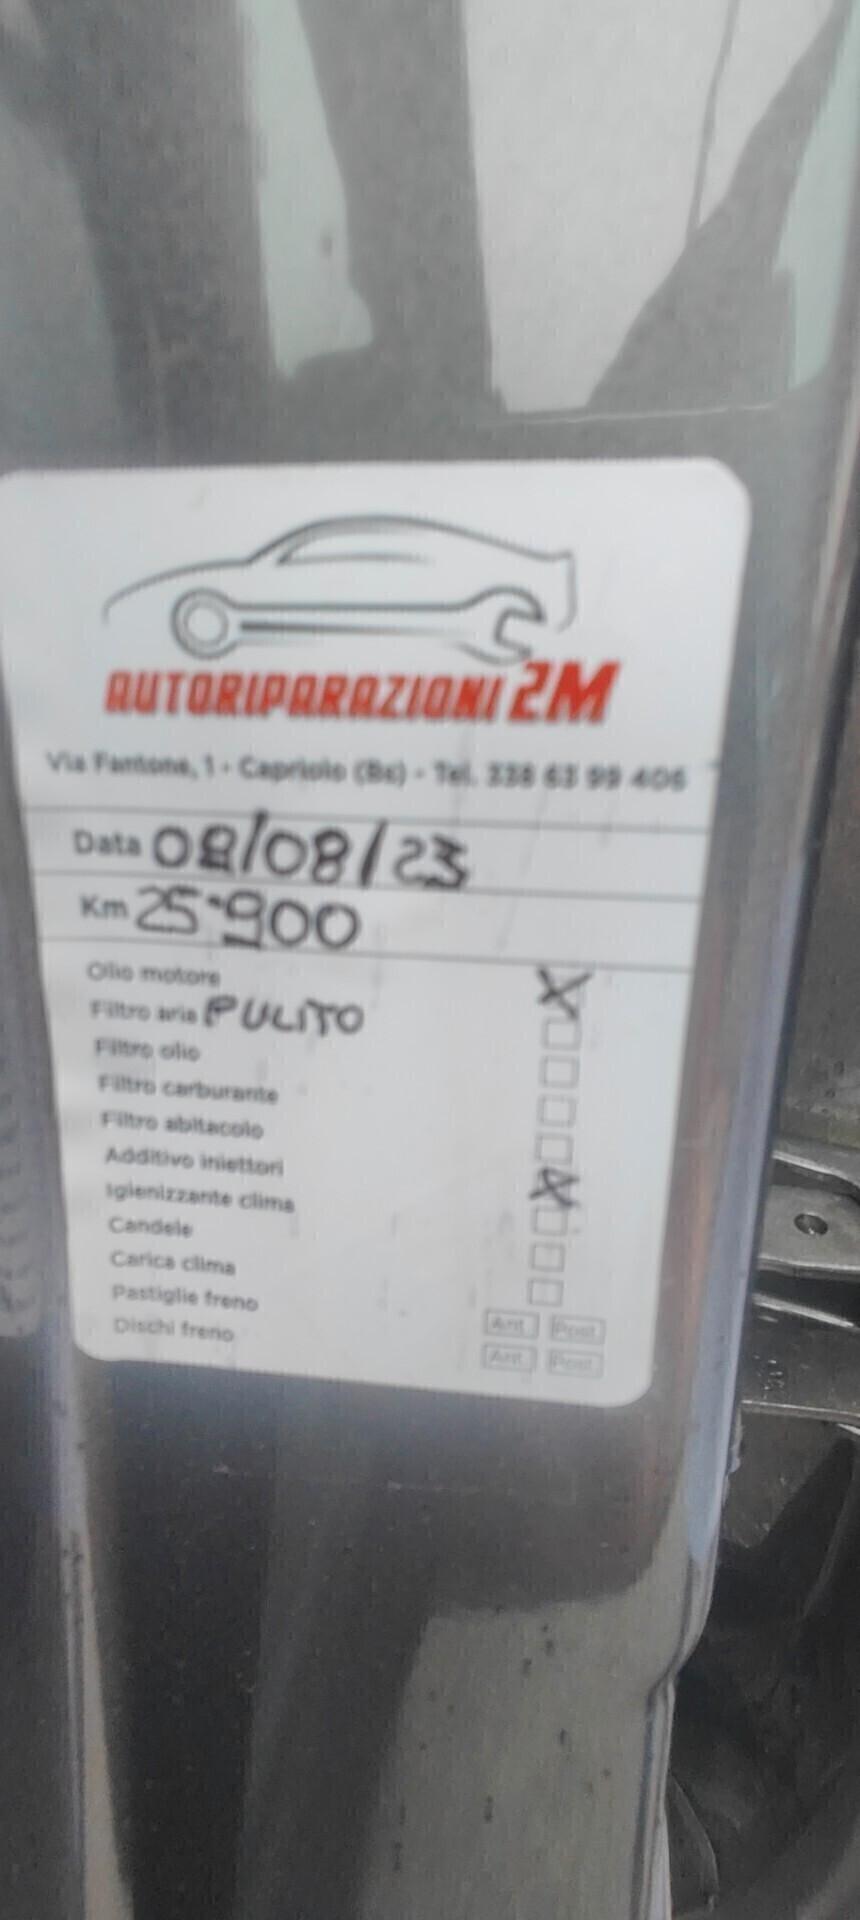 AUTORIPARAZIONI 2M
Via Fantone, 1 - Capriolo (Bs) - Tel. 338 63 99 406
Data 08/08/23
Km 25.900
Olio motore X
Filtro aria PULITO
Filtro olio
Filtro carburante
Filtro abitacolo
Additivo iniettori
Igienizzante clima X
Candele
Carica clima
Pastiglie freno Ant. Post.
Dischi freno Ant. Post.